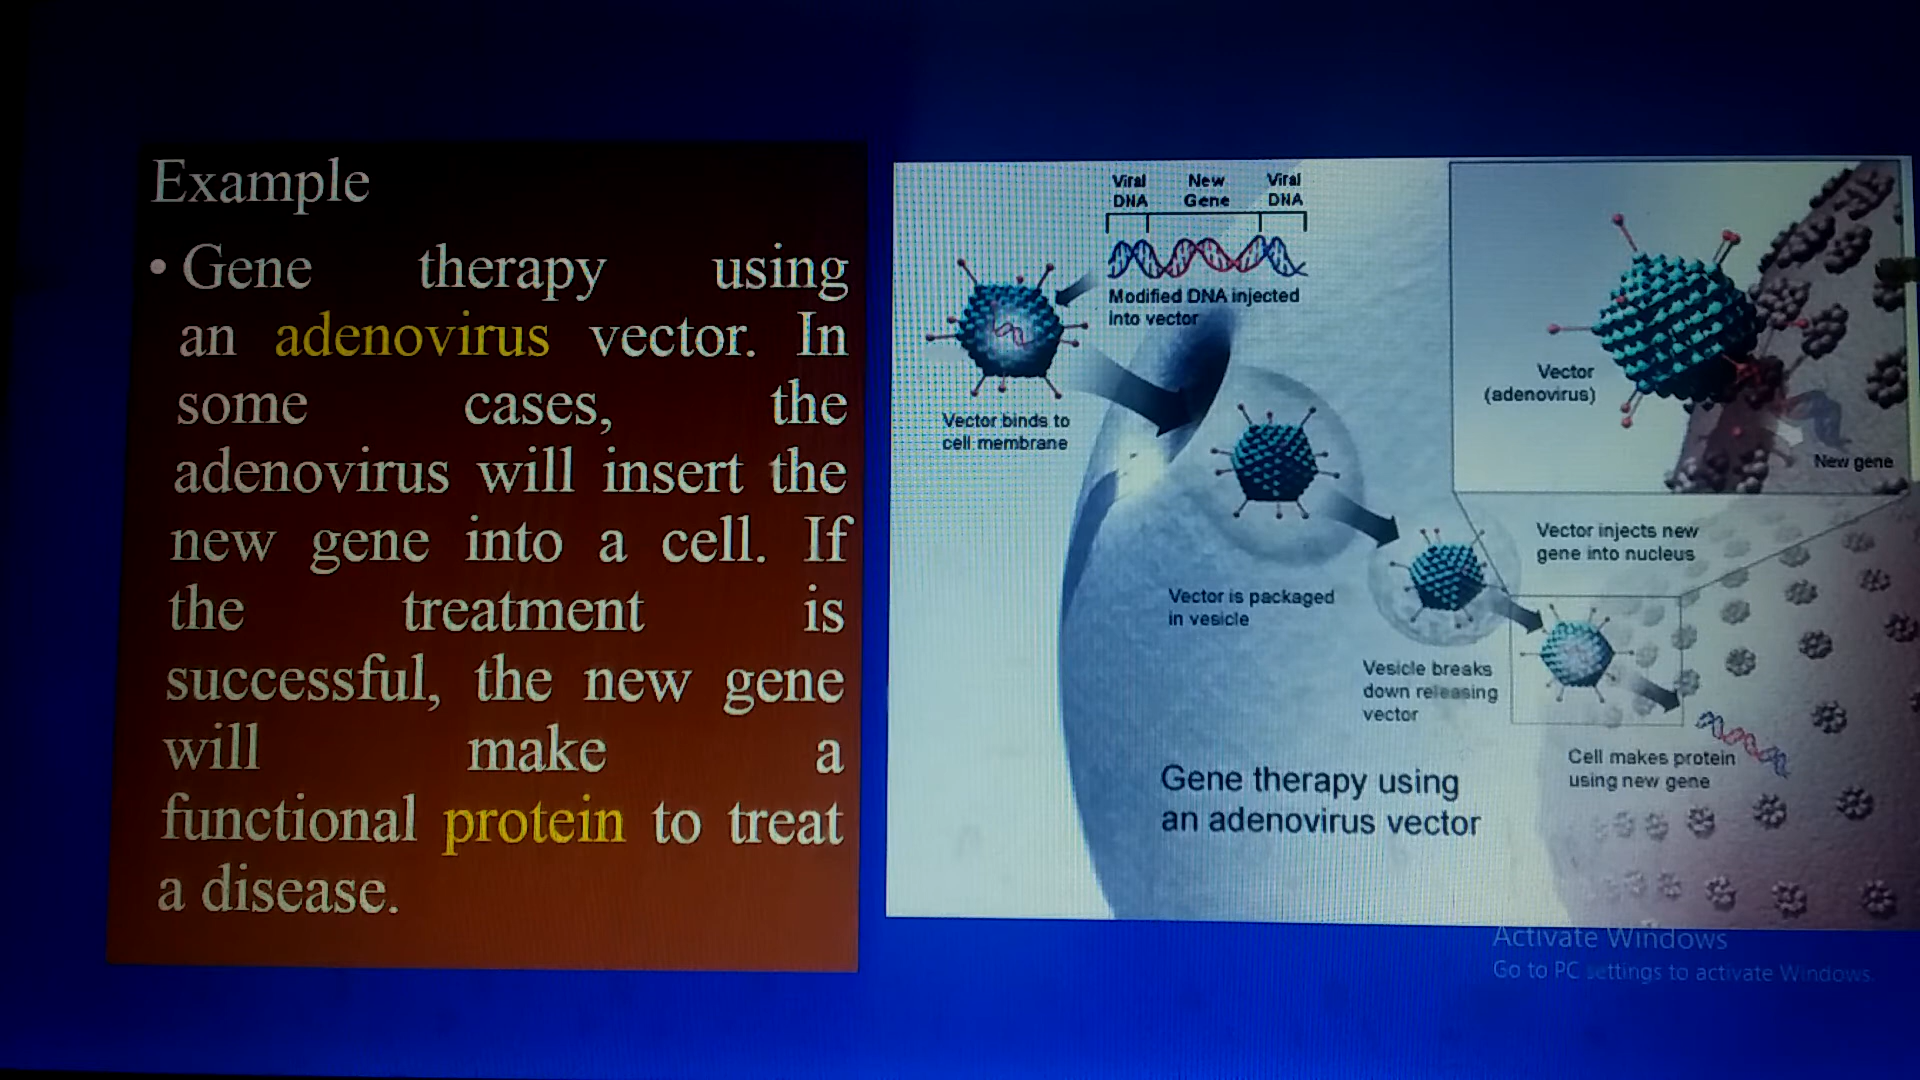 Example
• Gene therapy using
an adenovirus vector. In
some cases, the
adenovirus will insert the
new gene into a cell. If
the treatment is
successful, the new gene
will make a
functional protein to treat
a disease.
Viral DNA
New Gene
Viral DNA
Modified DNA injected
into vector
Vector binds to
cell membrane
Vector is packaged
in vesicle
Vesicle breaks
down releasing
vector
Vector
(adenovirus)
New gene
Vector injects new
gene into nucleus
Cell makes protein
using new gene
Gene therapy using
an adenovirus vector
Activate Windows
Go to PC settings to activate Windows.